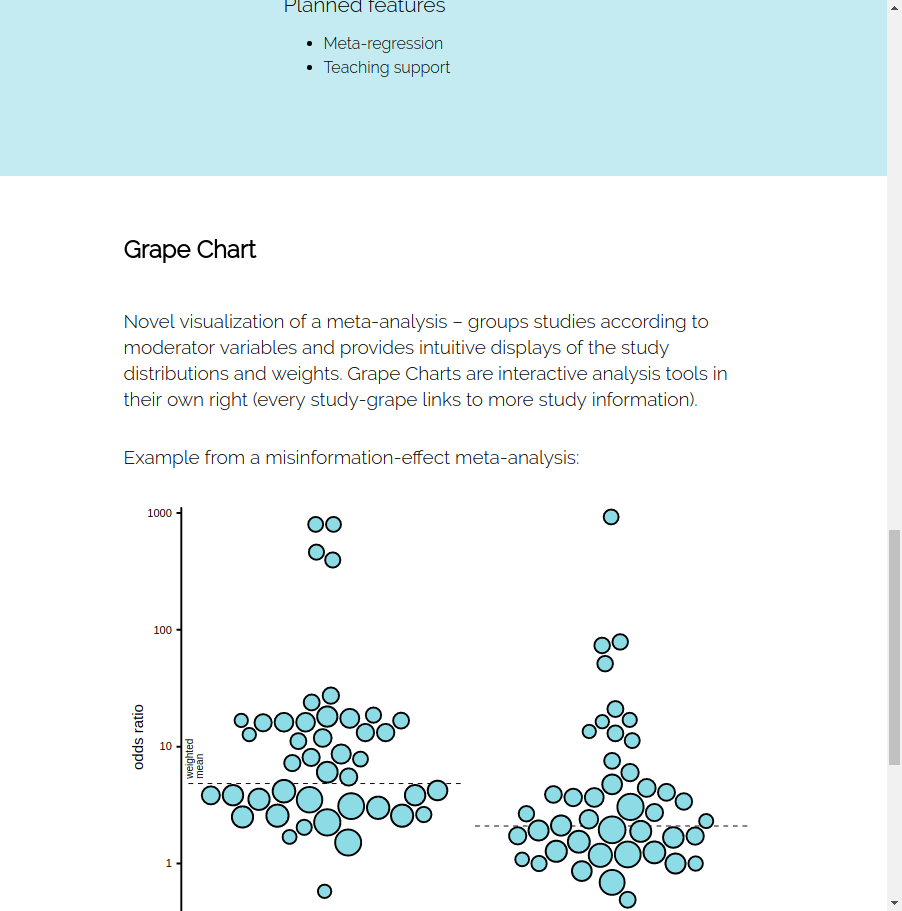 Planned features
Meta-regression
Teaching support
Grape Chart
Novel visualization of a meta-analysis – groups studies according to
moderator variables and provides intuitive displays of the study
distributions and weights. Grape Charts are interactive analysis tools in
their own right (every study-grape links to more study information).
Example from a misinformation-effect meta-analysis:
1000
100
odds ratio
10
weighted
mean
1